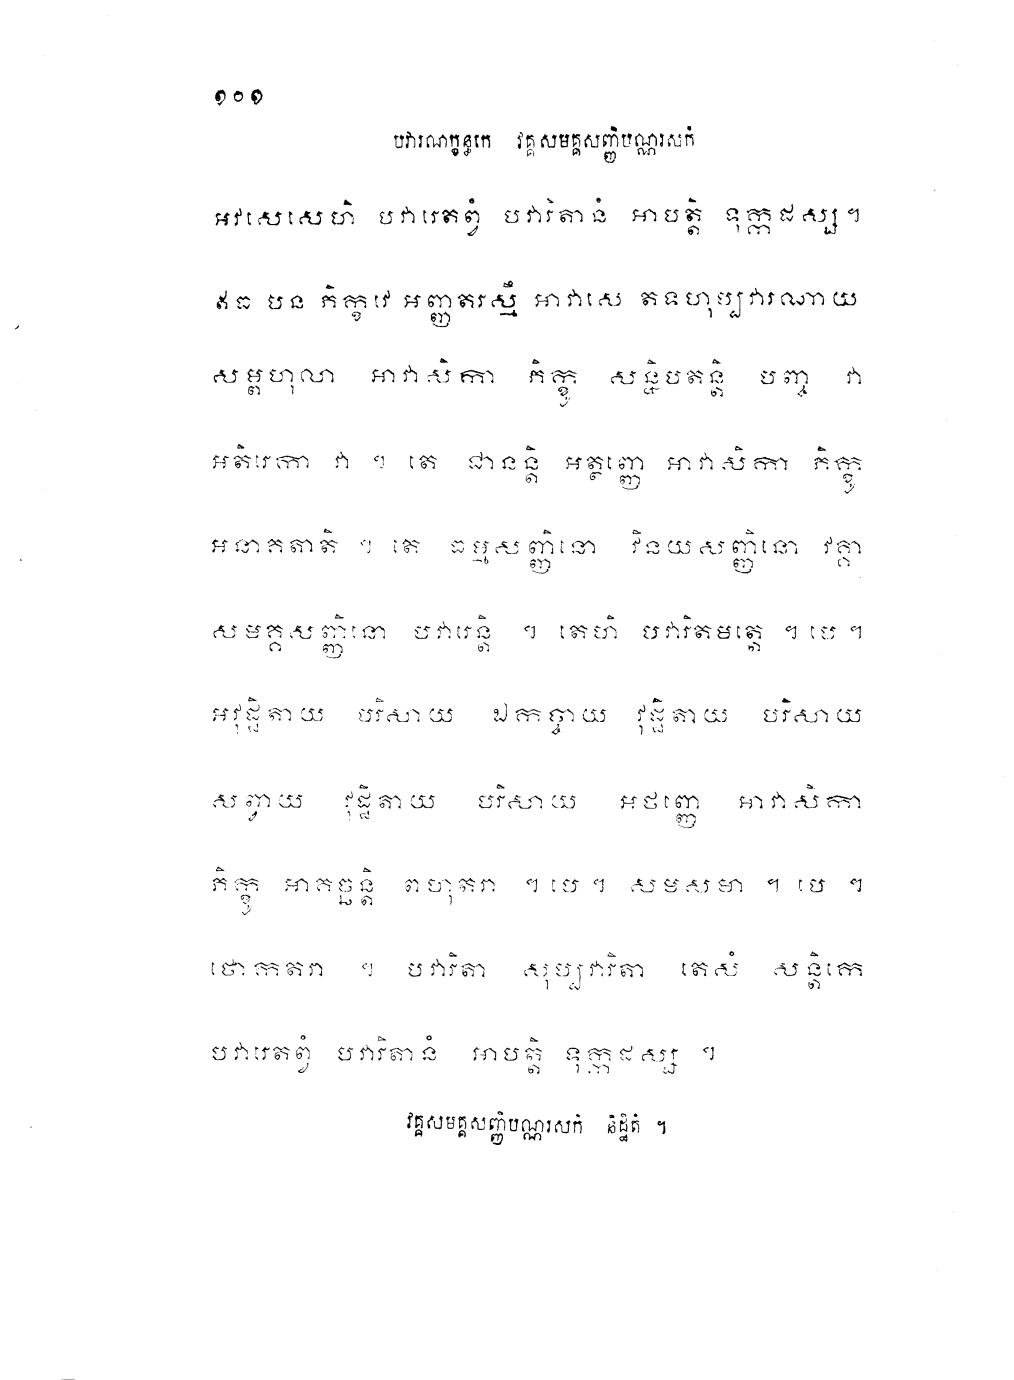 ១០១
បវារណក្ខន្ធកេ វគ្គសមគ្គសញ្ញិបណ្ណរសកំ
អវសេសេហិ បវារេតព្វំ បវារិតានំ អាបត្តិ ទុក្កដស្ស។
ឥធ បន ភិក្ខវេ អញ្ញតរស្មឹ អាវាសេ តទហុប្បវារណាយ
សម្ពហុលា អាវាសិកា ភិក្ខូ សន្និបតន្តិ បញ្ច វា
អតិរេកា វា ។ តេ ជានន្តិ អត្ថញ្ញេ អាវាសិកា ភិក្ខូ
អនាគតាតិ ។ តេ ធម្មសញ្ញិនោ វិនយសញ្ញិនោ វគ្គា
សមគ្គសញ្ញិនោ បវារេន្តិ ។ តេហិ បវារិតមត្តេ ។ បេ ។
អវុដ្ឋិតាយ បរិសាយ ឯកច្ចាយ វុដ្ឋិតាយ បរិសាយ
សព្វាយ វុដ្ឋិតាយ បរិសាយ អថញ្ញេ អាវាសិកា
ភិក្ខូ អាគច្ឆន្តិ ពហុតរា ។ បេ ។ សមសមា ។ បេ ។
ថោកតរា ។ បវារិតា សុប្បវារិតា តេសំ សន្តិកេ
បវារេតព្វំ បវារិតានំ អាបត្តិ ទុក្កដស្ស ។
វគ្គសមគ្គសញ្ញិបណ្ណរសកំ និដ្ឋិតំ ។